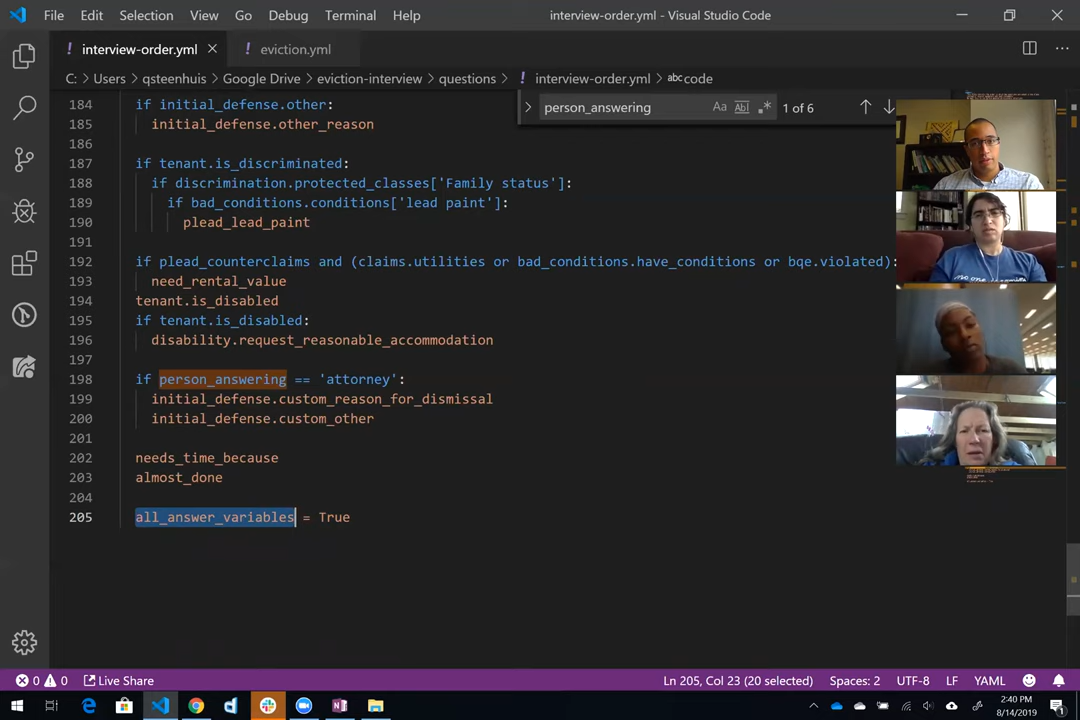 File Edit Selection View Go Debug Terminal Help interview-order.yml - Visual Studio Code
! interview-order.yml ! eviction.yml
C: > Users > qsteenhuis > Google Drive > eviction-interview > questions > ! interview-order.yml > abc code
person_answering Aa Abl .* 1 of 6
184 if initial_defense.other:
185 initial_defense.other_reason
186
187 if tenant.is_discriminated:
188 if discrimination.protected_classes['Family status']:
189 if bad_conditions.conditions['lead paint']:
190 plead_lead_paint
191
192 if plead_counterclaims and (claims.utilities or bad_conditions.have_conditions or bqe.violated):
193 need_rental_value
194 tenant.is_disabled
195 if tenant.is_disabled:
196 disability.request_reasonable_accommodation
197
198 if person_answering == 'attorney':
199 initial_defense.custom_reason_for_dismissal
200 initial_defense.custom_other
201
202 needs_time_because
203 almost_done
204
205 all_answer_variables = True
0 0 Live Share Ln 205, Col 23 (20 selected) Spaces: 2 UTF-8 LF YAML
2:40 PM
8/14/2019